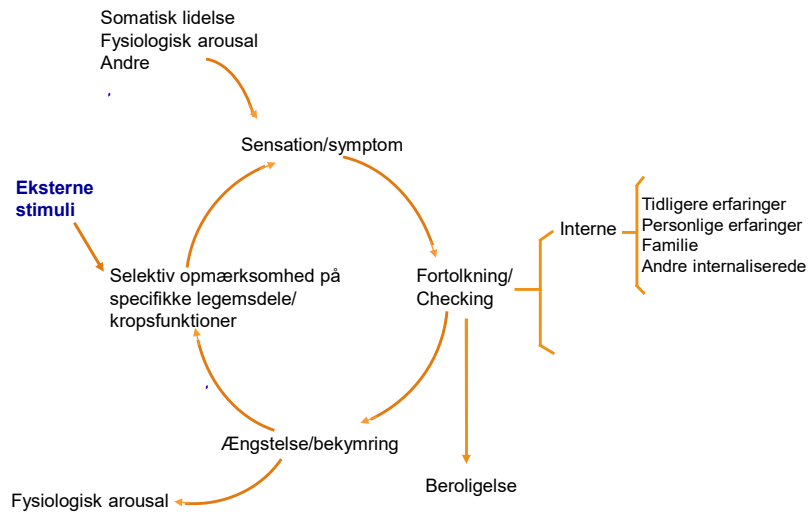 Somatisk lidelse
Fysiologisk arousal
Andre
Sensation/symptom
Eksterne
stimuli
Selektiv opmærksomhed på
specifikke legemsdele/
kropsfunktioner
Fortolkning/
Checking
Interne
Tidligere erfaringer
Personlige erfaringer
Familie
Andre internaliserede
Ængstelse/bekymring
Beroligelse
Fysiologisk arousal